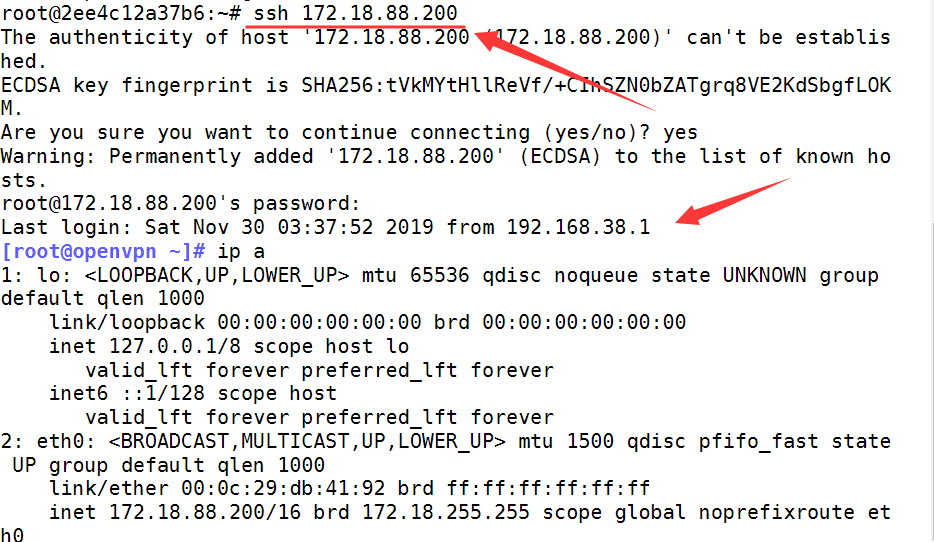 root@2ee4c12a37b6:~# ssh 172.18.88.200
The authenticity of host '172.18.88.200 (172.18.88.200)' can't be establis
hed.
ECDSA key fingerprint is SHA256:tVkMYtHllReVf/+CIhSZN0bZATgrq8VE2KdSbgfLOK
M.
Are you sure you want to continue connecting (yes/no)? yes
Warning: Permanently added '172.18.88.200' (ECDSA) to the list of known ho
sts.
root@172.18.88.200's password:
Last login: Sat Nov 30 03:37:52 2019 from 192.168.38.1
[root@openvpn ~]# ip a
1: lo: <LOOPBACK,UP,LOWER_UP> mtu 65536 qdisc noqueue state UNKNOWN group
default qlen 1000
    link/loopback 00:00:00:00:00:00 brd 00:00:00:00:00:00
    inet 127.0.0.1/8 scope host lo
       valid_lft forever preferred_lft forever
    inet6 ::1/128 scope host
       valid_lft forever preferred_lft forever
2: eth0: <BROADCAST,MULTICAST,UP,LOWER_UP> mtu 1500 qdisc pfifo_fast state
 UP group default qlen 1000
    link/ether 00:0c:29:db:41:92 brd ff:ff:ff:ff:ff:ff
    inet 172.18.88.200/16 brd 172.18.255.255 scope global noprefixroute et
h0